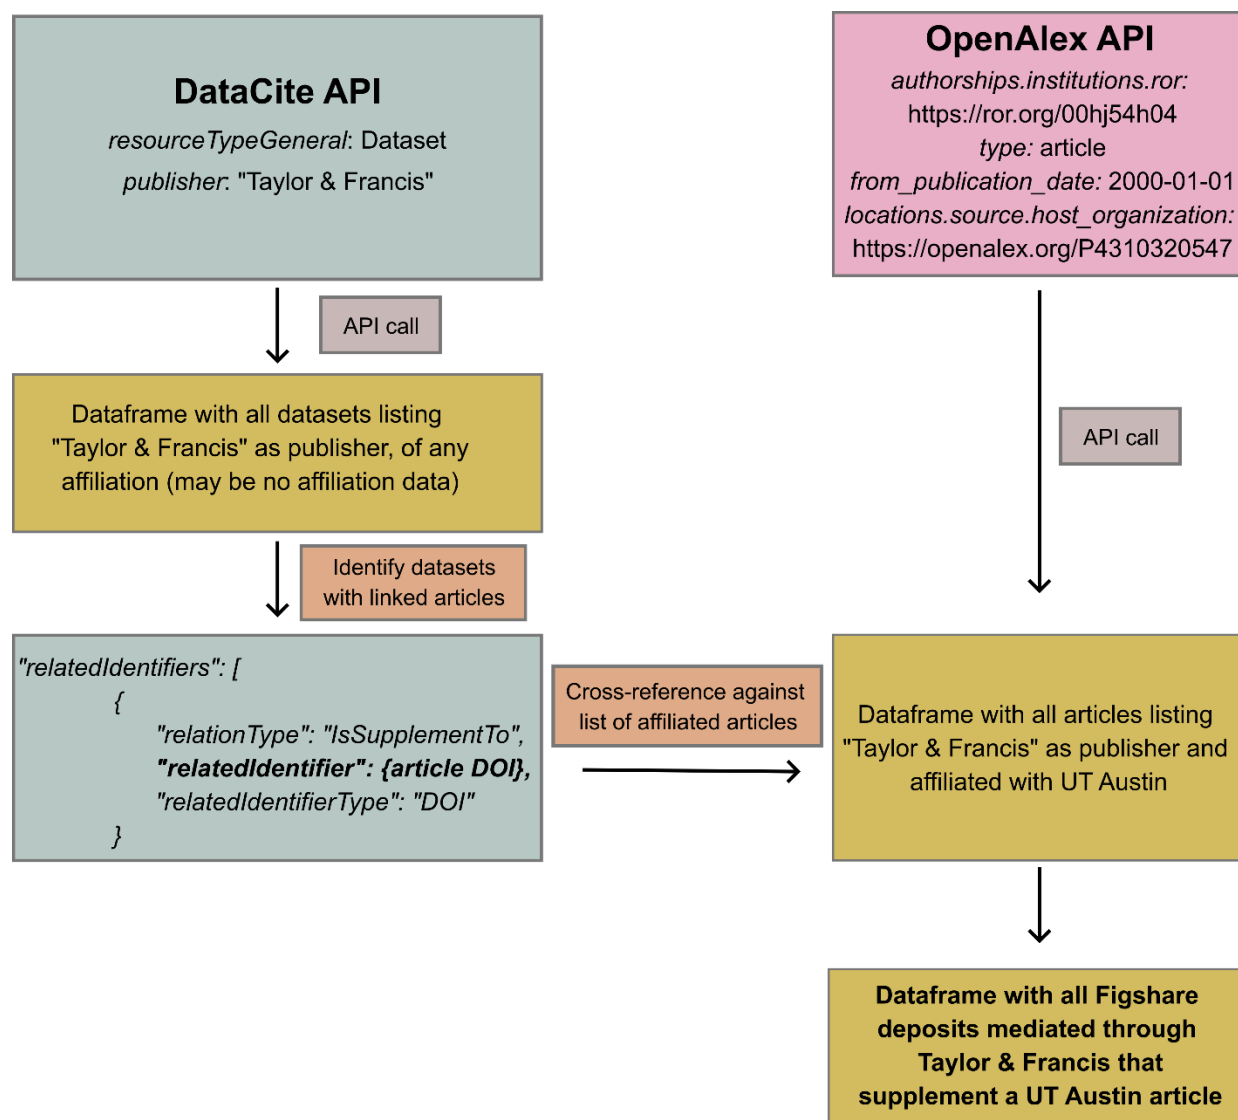 DataCite API
resourceTypeGeneral: Dataset
publisher: "Taylor & Francis"
API call
Dataframe with all datasets listing
"Taylor & Francis" as publisher, of any
affiliation (may be no affiliation data)
Identify datasets
with linked articles
"relatedIdentifiers": [
{
"relationType": "IsSupplementTo",
"relatedIdentifier": {article DOI},
"relatedIdentifierType": "DOI"
}
Cross-reference against
list of affiliated articles
OpenAlex API
authorships.institutions.ror:
https://ror.org/00hj54h04
type: article
from_publication_date: 2000-01-01
locations.source.host_organization:
https://openalex.org/P4310320547
API call
Dataframe with all articles listing
"Taylor & Francis" as publisher and
affiliated with UT Austin
Dataframe with all Figshare
deposits mediated through
Taylor & Francis that
supplement a UT Austin article